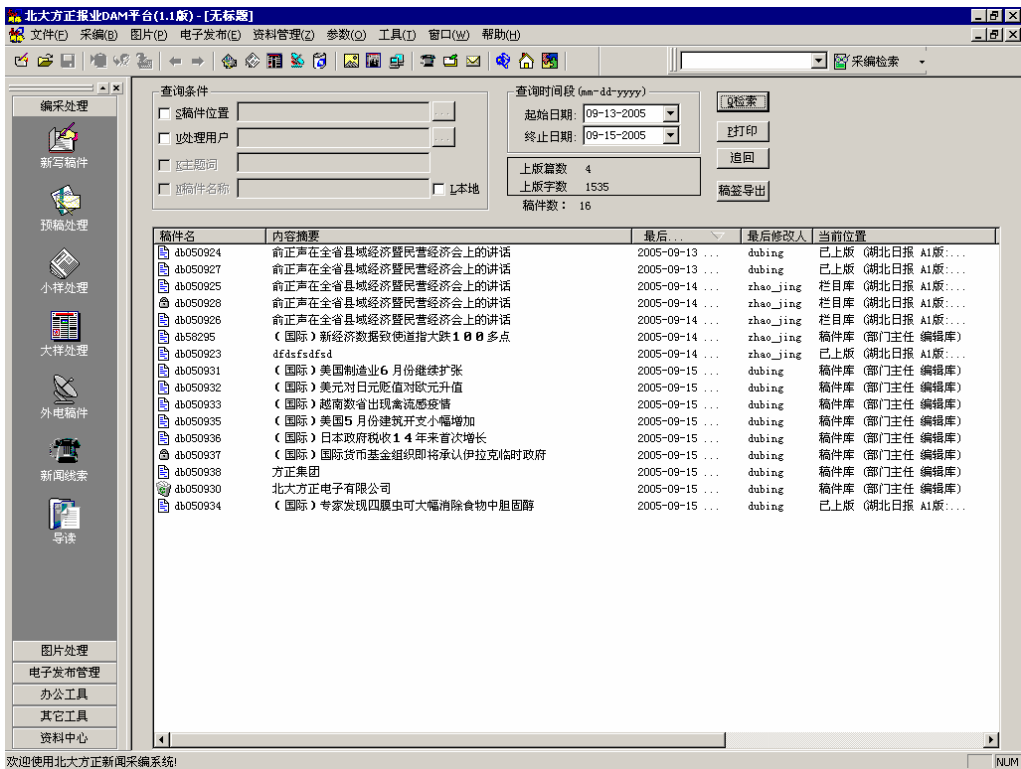 北大方正报业DAM平台(1.1版) - [无标题]
文件(F) 采编(B) 图片(P) 电子发布(E) 资料管理(Z) 参数(O) 工具(T) 窗口(W) 帮助(H)
采编检索
编采处理
新写稿件
预稿处理
小样处理
大样处理
外电稿件
新闻线索
导读
图片处理
电子发布管理
办公工具
其它工具
资料中心
查询条件
S稿件位置 ...
U处理用户 ...
K主题词
N稿件名称 L本地
查询时间段(mm-dd-yyyy)
起始日期: 09-13-2005
终止日期: 09-15-2005
上版篇数 4
上版字数 1535
稿件数: 16
Q检索
P打印
追回
稿签导出
稿件名 内容摘要 最后... 最后修改人 当前位置
db050924 俞正声在全省县域经济暨民营经济会上的讲话 2005-09-13 ... dubing 已上版 (湖北日报 A1版:...
db050927 俞正声在全省县域经济暨民营经济会上的讲话 2005-09-13 ... dubing 已上版 (湖北日报 A1版:...
db050925 俞正声在全省县域经济暨民营经济会上的讲话 2005-09-14 ... zhao_jing 栏目库 (湖北日报 A1版:...
db050928 俞正声在全省县域经济暨民营经济会上的讲话 2005-09-14 ... zhao_jing 栏目库 (湖北日报 A1版:...
db050926 俞正声在全省县域经济暨民营经济会上的讲话 2005-09-14 ... zhao_jing 栏目库 (湖北日报 A1版:...
db58295 （国际）新经济数据致使道指大跌１００多点 2005-09-14 ... zhao_jing 稿件库 (部门主任 编辑库)
db050923 dfdsfsdfsd 2005-09-14 ... zhao_jing 已上版 (湖北日报 A1版:...
db050931 （国际）美国制造业６月份继续扩张 2005-09-15 ... dubing 稿件库 (部门主任 编辑库)
db050932 （国际）美元对日元贬值对欧元升值 2005-09-15 ... dubing 稿件库 (部门主任 编辑库)
db050933 （国际）越南数省出现禽流感疫情 2005-09-15 ... dubing 稿件库 (部门主任 编辑库)
db050935 （国际）美国５月份建筑开支小幅增加 2005-09-15 ... dubing 稿件库 (部门主任 编辑库)
db050936 （国际）日本政府税收１４年来首次增长 2005-09-15 ... dubing 稿件库 (部门主任 编辑库)
db050937 （国际）国际货币基金组织即将承认伊拉克临时政府 2005-09-15 ... dubing 稿件库 (部门主任 编辑库)
db050938 方正集团 2005-09-15 ... dubing 稿件库 (部门主任 编辑库)
db050930 北大方正电子有限公司 2005-09-15 ... dubing 稿件库 (部门主任 编辑库)
db050934 （国际）专家发现四膜虫可大幅消除食物中胆固醇 2005-09-15 ... dubing 已上版 (湖北日报 A1版:...
欢迎使用北大方正新闻采编系统! NUM